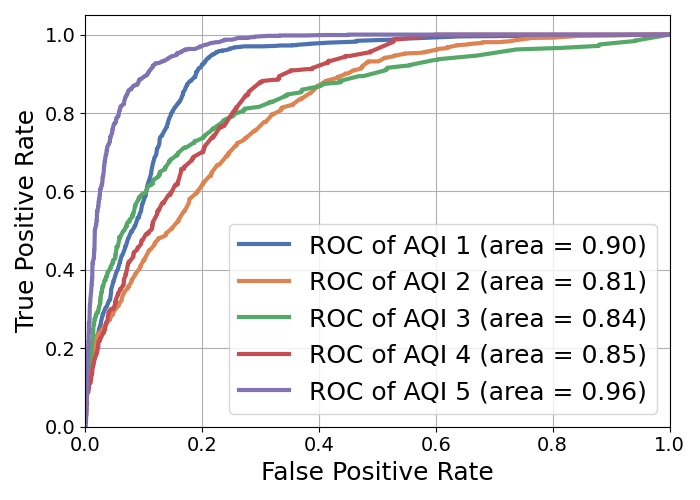 True Positive Rate
1.0
0.8
0.6
0.4
0.2
0.0
ROC of AQI 1 (area = 0.90)
ROC of AQI 2 (area = 0.81)
ROC of AQI 3 (area = 0.84)
ROC of AQI 4 (area = 0.85)
ROC of AQI 5 (area = 0.96)
0.0 0.2 0.4 0.6 0.8 1.0
False Positive Rate